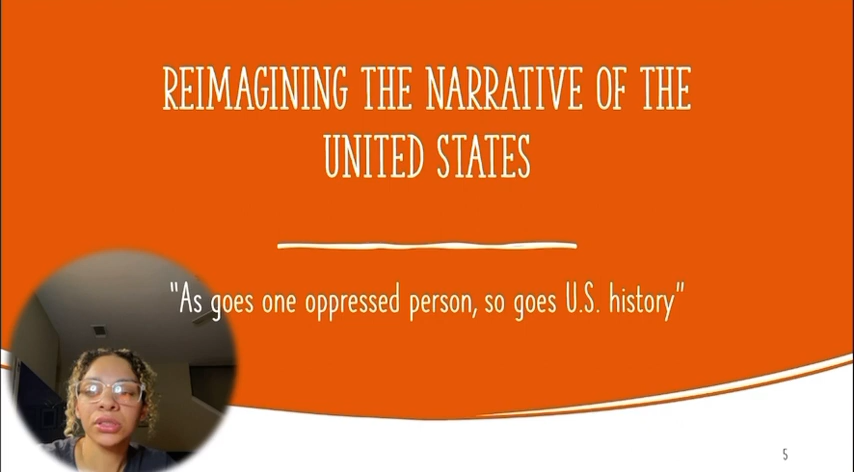 REIMAGINING THE NARRATIVE OF THE
UNITED STATES
"As goes one oppressed person, so goes U.S. history"
5